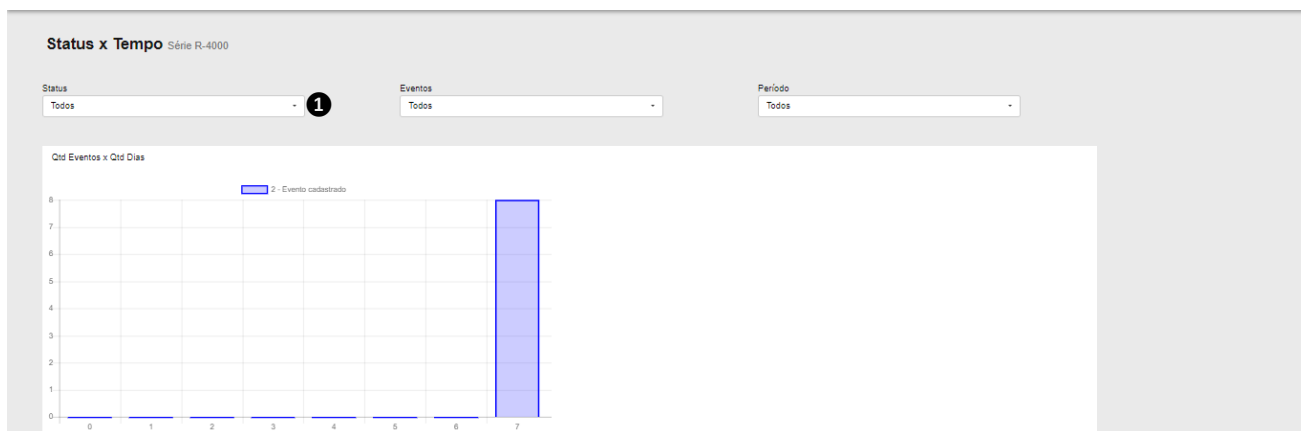 Status x Tempo Série R-4000
Status Eventos Período
Todos 1 Todos Todos
Qtd Eventos x Qtd Dias
2 - Evento cadastrado
8
7
6
5
4
3
2
1
0
0 1 2 3 4 5 6 7